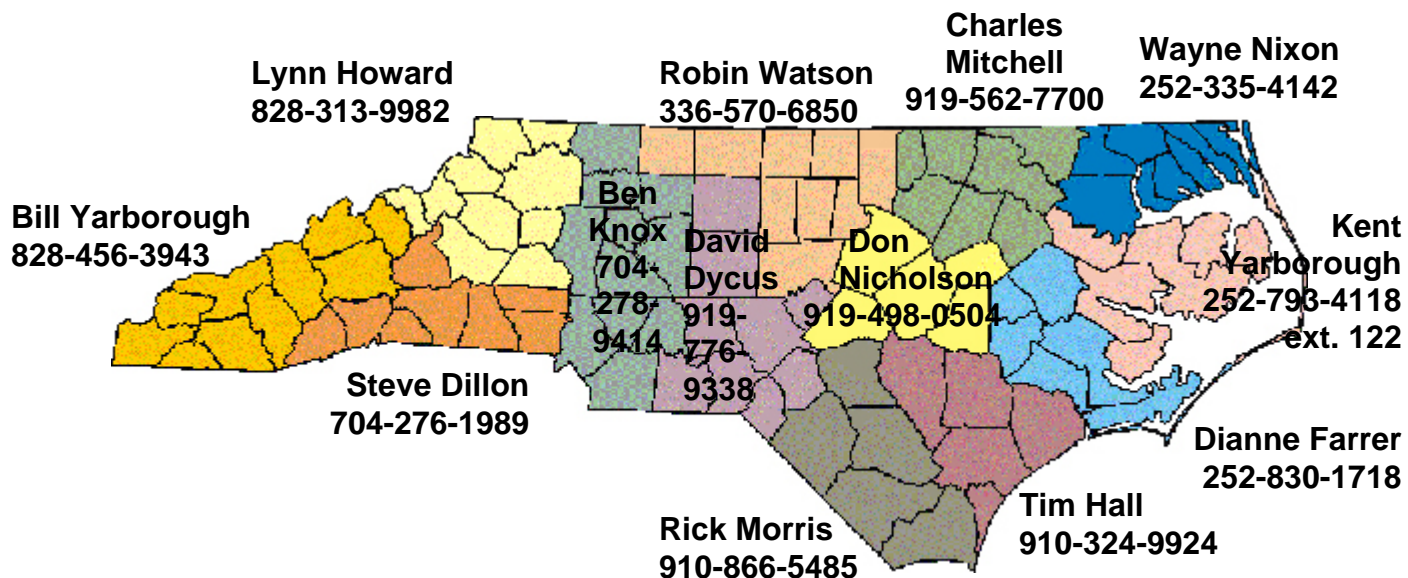 Charles
Mitchell
919-562-7700
Wayne Nixon
252-335-4142
Lynn Howard
828-313-9982
Robin Watson
336-570-6850
Bill Yarborough
828-456-3943
Ben
Knox
704-
278-
9414
David
Dycus
919-
776-
9338
Don
Nicholson
919-498-0504
Kent
Yarborough
252-793-4118
ext. 122
Steve Dillon
704-276-1989
Dianne Farrer
252-830-1718
Tim Hall
910-324-9924
Rick Morris
910-866-5485